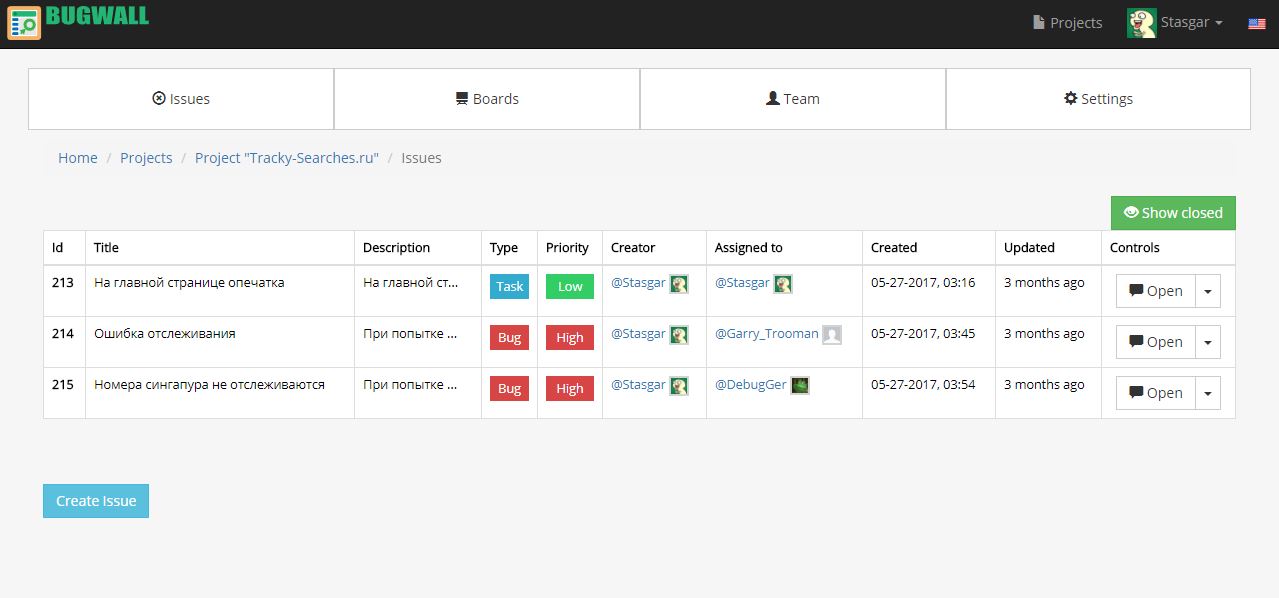 BUGWALL Projects Stasgar
Issues Boards Team Settings
Home / Projects / Project "Tracky-Searches.ru" / Issues
Show closed
Id Title Description Type Priority Creator Assigned to Created Updated Controls
213 На главной странице опечатка На главной ст... Task Low @Stasgar @Stasgar 05-27-2017, 03:16 3 months ago Open
214 Ошибка отслеживания При попытке ... Bug High @Stasgar @Garry_Trooman 05-27-2017, 03:45 3 months ago Open
215 Номера сингапура не отслеживаются При попытке ... Bug High @Stasgar @DebugGer 05-27-2017, 03:54 3 months ago Open
Create Issue